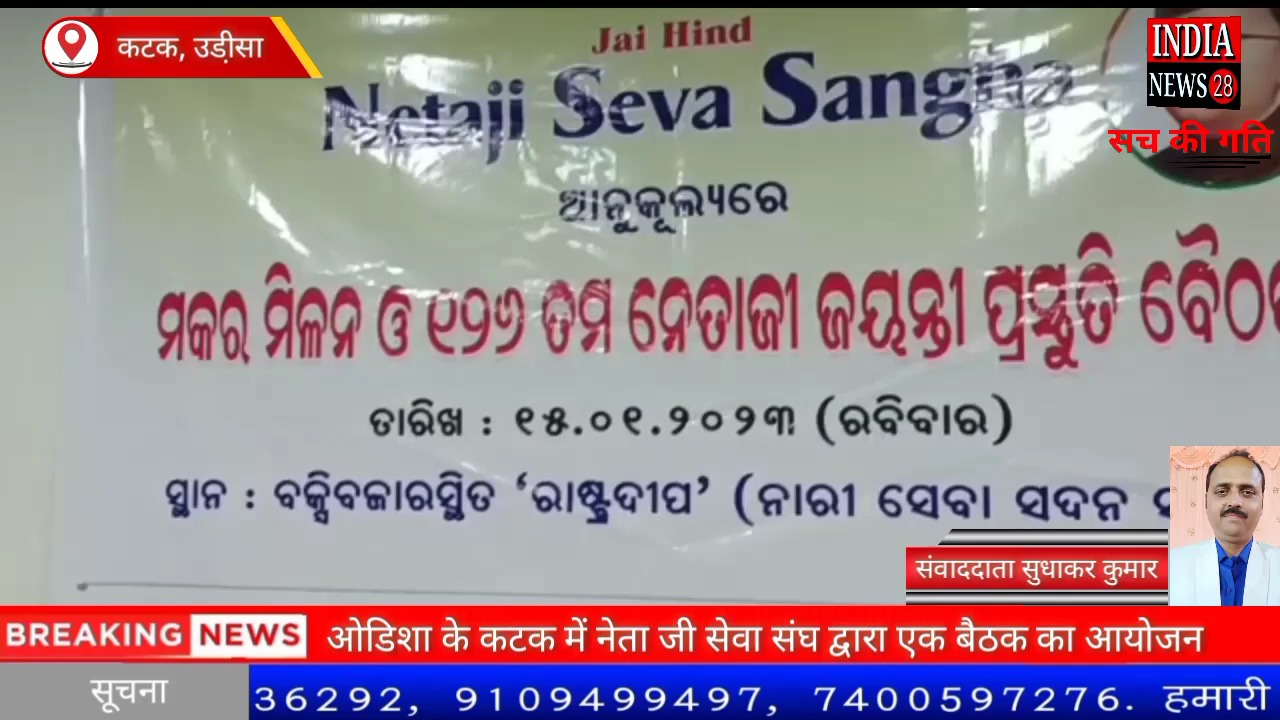 कटक, उड़ीसा
INDIA
NEWS 28
सच की गति
Jai Hind
Netaji Seva Sangha
ଆନୁକୂଲ୍ୟରେ
ମକର ମିଳନ ଓ ୧୨୬ ତମ ନେତାଜୀ ଜୟନ୍ତୀ ପ୍ରସ୍ତୁତି ବୈଠକ
ତାରିଖ : ୧୫.୦୧.୨୦୨୩ (ରବିବାର)
ସ୍ଥାନ : ବକ୍ସିବଜାରସ୍ଥିତ ‘ରାଷ୍ଟ୍ରଦୀପ’ (ନାରୀ ସେବା ସଦନ
संवाददाता सुधाकर कुमार
BREAKING NEWS ओडिशा के कटक में नेता जी सेवा संघ द्वारा एक बैठक का आयोजन
सूचना 36292, 9109499497, 7400597276. हमारी